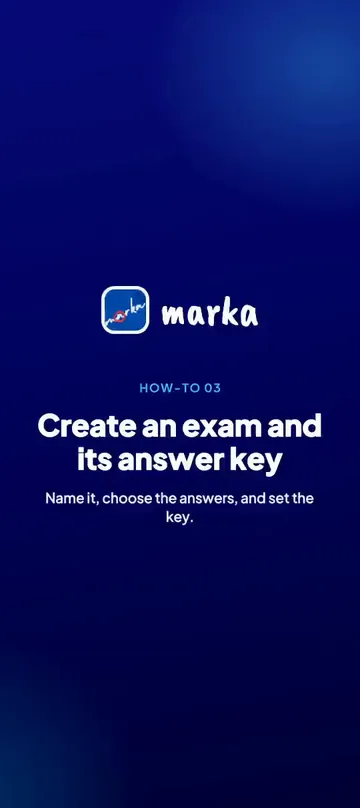 marka
marka
HOW-TO 03
Create an exam and
its answer key
Name it, choose the answers, and set the
key.